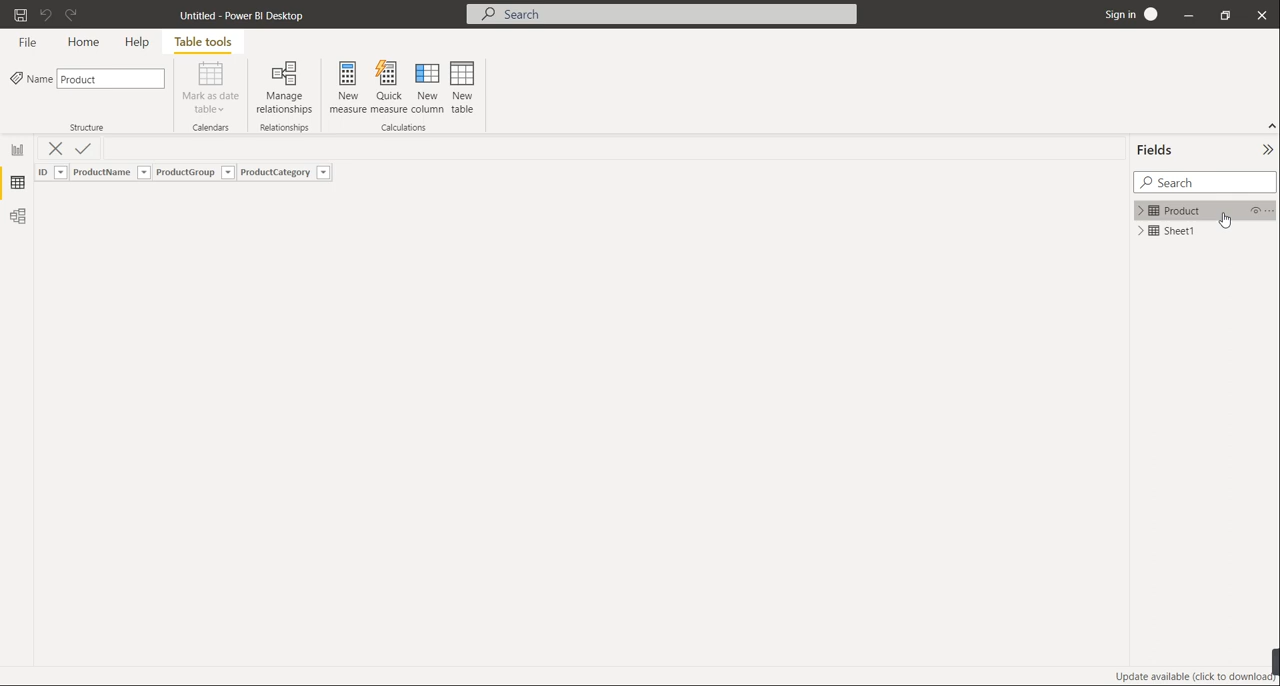 Untitled - Power BI Desktop
Search
Sign in
File
Home
Help
Table tools
Name
Product
Mark as date
table
Manage
relationships
New
measure
Quick
measure
New
column
New
table
Structure
Calendars
Relationships
Calculations
ID
ProductName
ProductGroup
ProductCategory
Fields
Search
Product
Sheet1
Update available (click to download)